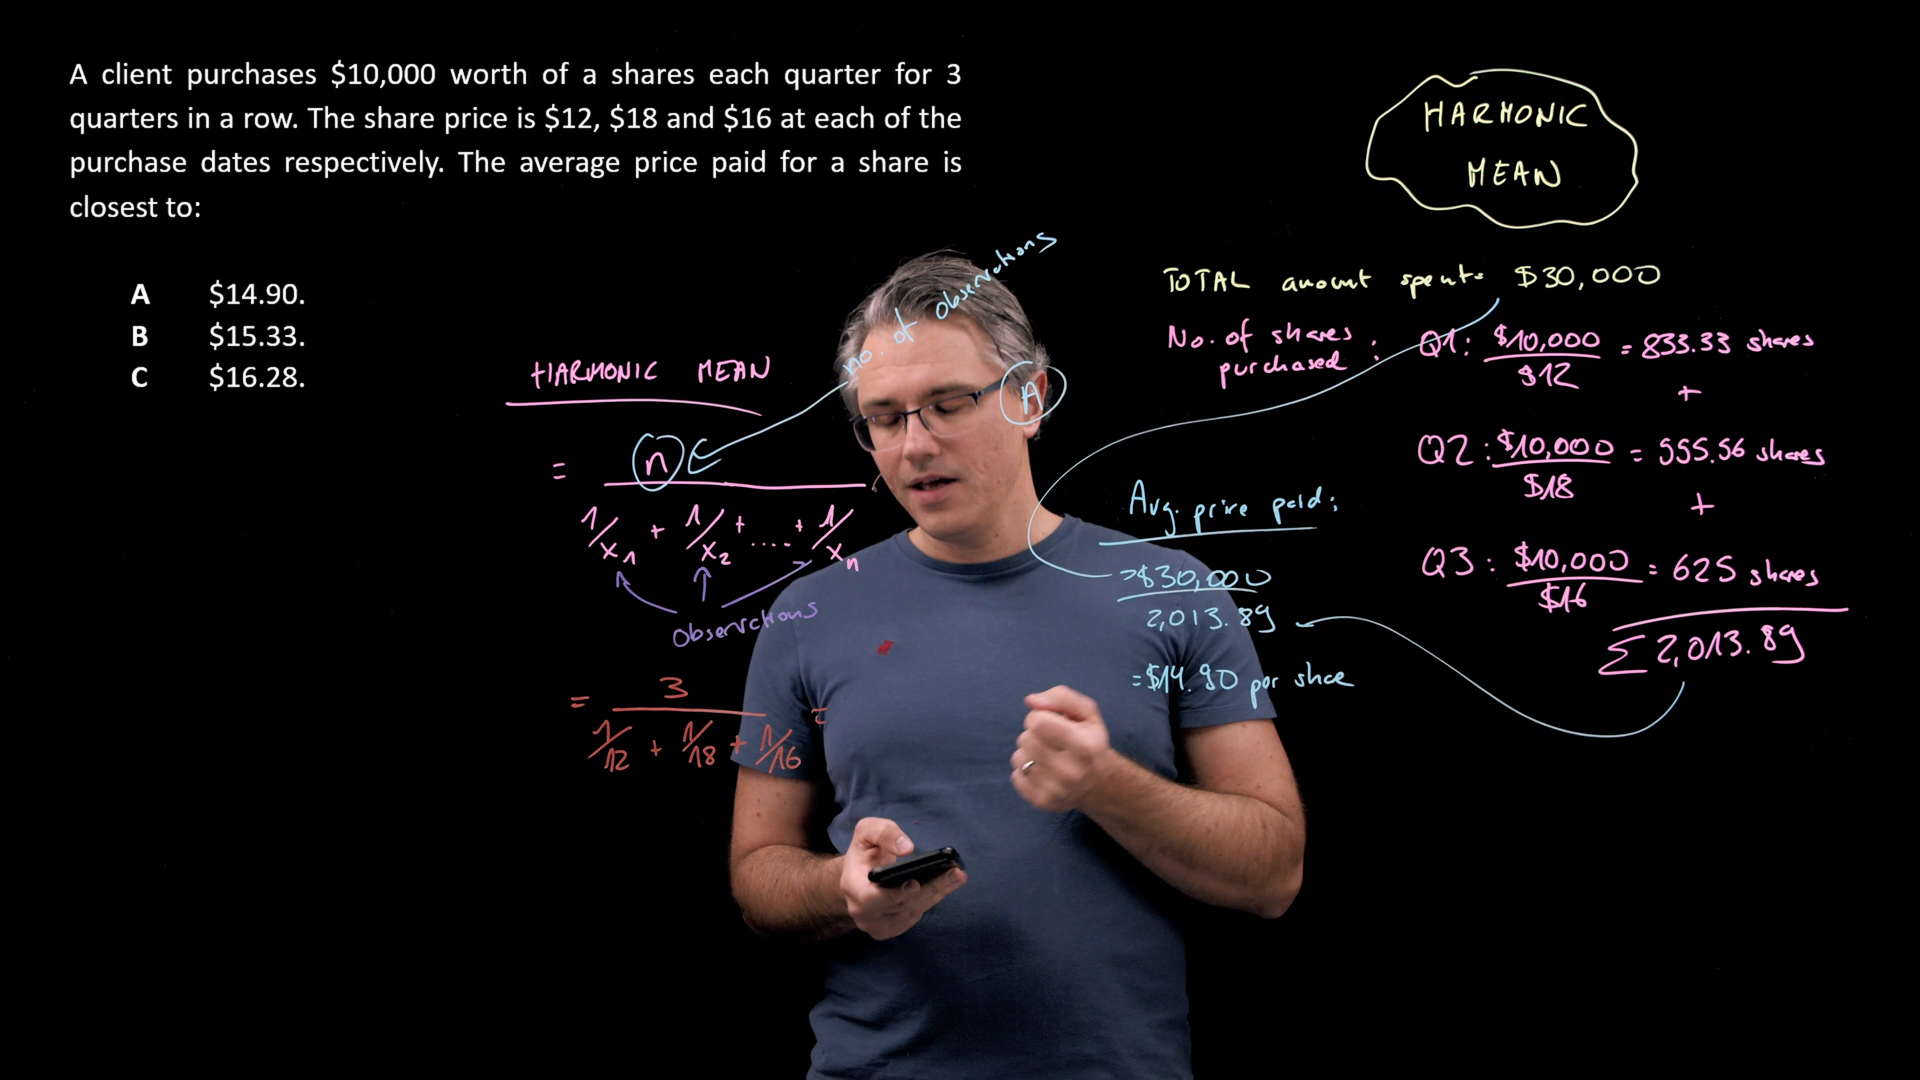 A client purchases $10,000 worth of a shares each quarter for 3
quarters in a row. The share price is $12, $18 and $16 at each of the
purchase dates respectively. The average price paid for a share is
closest to:
A $14.90.
B $15.33.
C $16.28.
HARMONIC
MEAN
TOTAL amount spent: $30,000
No. of shares
purchased :
Q1: $10,000 / $12 = 833.33 shares
+
Q2: $10,000 / $18 = 555.56 shares
+
Q3: $10,000 / $16 = 625 shares
Σ 2,013.89
no. of observations
HARMONIC MEAN
= n
1/x1 + 1/x2 + .... + 1/xn
Observations
= 3
1/12 + 1/18 + 1/16 =
A
Avg. price paid:
$30,000
2,013.89
= $14.90 per share